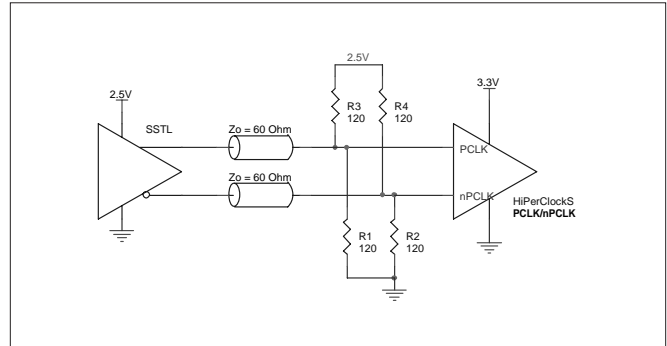 2.5V
3.3V
2.5V
R3
120
R4
120
SSTL
Zo = 60 Ohm
PCLK
Zo = 60 Ohm
nPCLK
HiPerClockS
PCLK/nPCLK
R1
120
R2
120